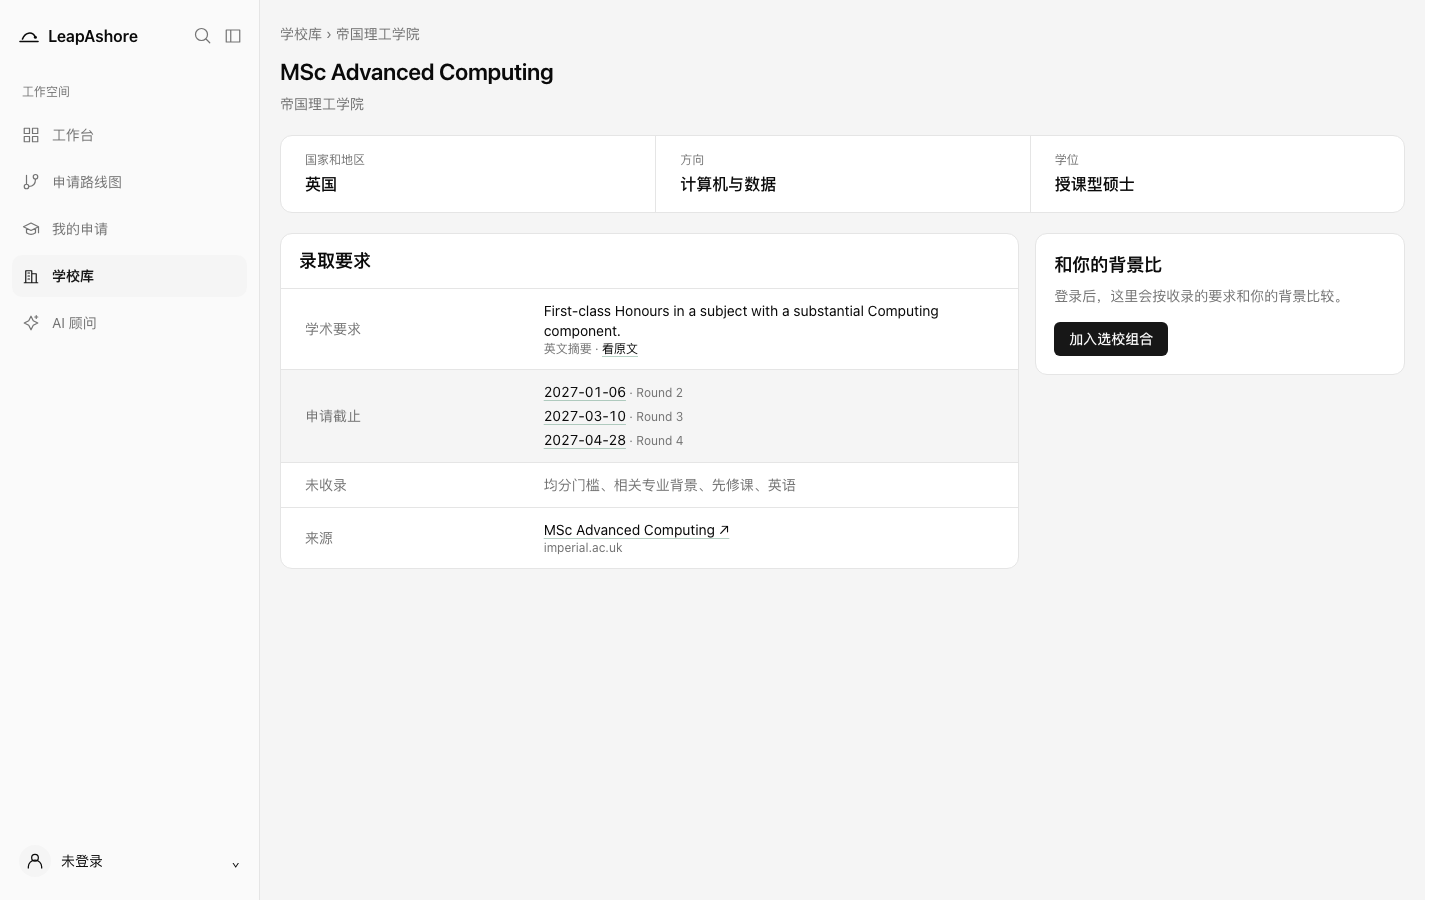 LeapAshore
工作空间
工作台
申请路线图
我的申请
学校库
AI 顾问
未登录
学校库 › 帝国理工学院
MSc Advanced Computing
帝国理工学院
国家和地区
英国
方向
计算机与数据
学位
授课型硕士
录取要求
学术要求
First-class Honours in a subject with a substantial Computing
component.
英文摘要 · 看原文
申请截止
2027-01-06 · Round 2
2027-03-10 · Round 3
2027-04-28 · Round 4
未收录
均分门槛、相关专业背景、先修课、英语
来源
MSc Advanced Computing ↗
imperial.ac.uk
和你的背景比
登录后，这里会按收录的要求和你的背景比较。
加入选校组合